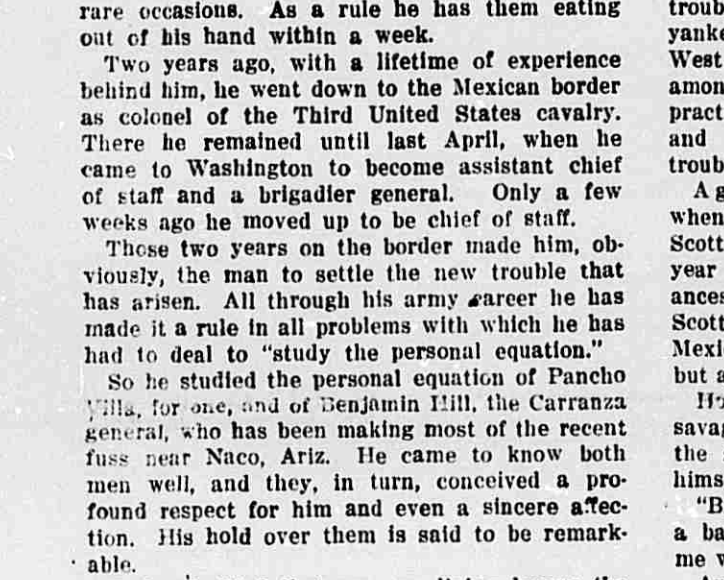 rare occasions. As a rule he has them eating
out of his hand within a week.
Two years ago, with a lifetime of experience
behind him, he went down to the Mexican border
as colonel of the Third United States cavalry.
There he remained until last April, when he
came to Washington to become assistant chief
of staff and a brigadier general. Only a few
weeks ago he moved up to be chief of staff.
Those two years on the border made him, ob-
viously, the man to settle the new trouble that
has arisen. All through his army career he has
made it a rule in all problems with which he has
had to deal to "study the personal equation."
So he studied the personal equation of Pancho
Villa, for one, and of Benjamin Hill, the Carranza
general, who has been making most of the recent
fuss near Naco, Ariz. He came to know both
men well, and they, in turn, conceived a pro-
found respect for him and even a sincere affec-
tion. His hold over them is said to be remark-
able.
troub
yanke
West
amon
pract
and
troub
A g
when
Scott
year
ances
Scott
Mexi
but a
Ho
savag
the
hims
"B
a ba
me w